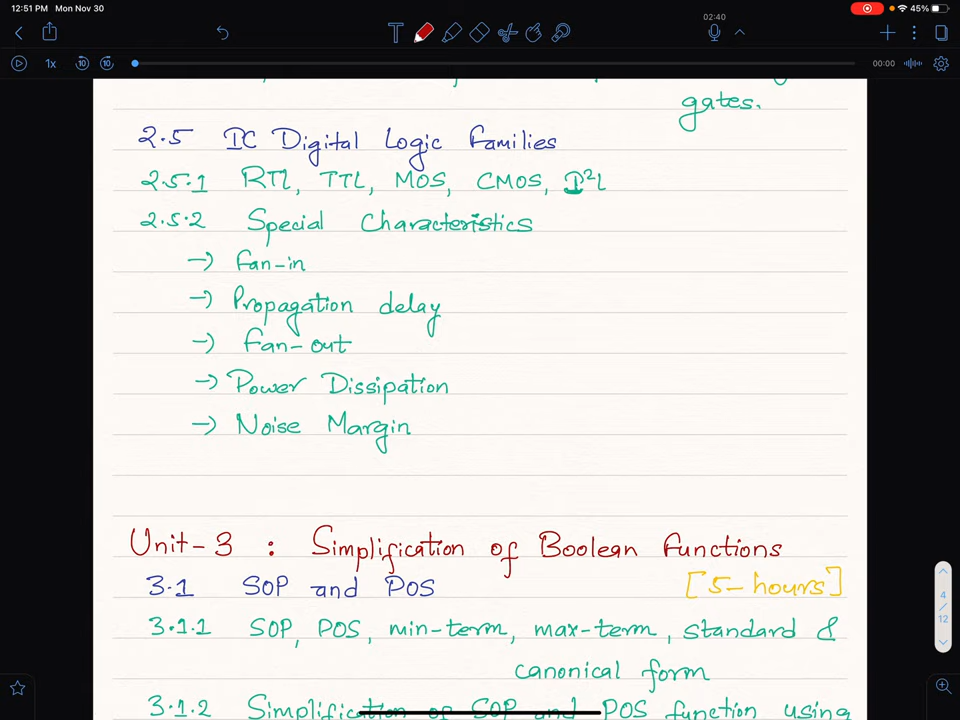 12:51 PM Mon Nov 30
45%
02:40
1x
10
10
00:00
gates.
2.5 IC Digital Logic Families
2.5.1 RTL, TTL, MOS, CMOS, I²L
2.5.2 Special Characteristics
→ Fan-in
→ Propagation delay
→ Fan-out
→ Power Dissipation
→ Noise Margin
Unit-3 : Simplification of Boolean Functions
3.1 SOP and POS [5-hours]
3.1.1 SOP, POS, min-term, max-term, standard &
canonical form
3.1.2 Simplification of SOP and POS function using
4
/
12